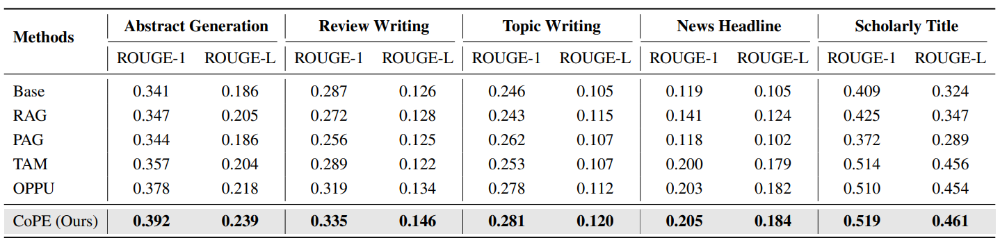 Methods Abstract Generation Review Writing Topic Writing News Headline Scholarly Title
ROUGE-1 ROUGE-L ROUGE-1 ROUGE-L ROUGE-1 ROUGE-L ROUGE-1 ROUGE-L ROUGE-1 ROUGE-L
Base 0.341 0.186 0.287 0.126 0.246 0.105 0.119 0.105 0.409 0.324
RAG 0.347 0.205 0.272 0.128 0.243 0.115 0.141 0.124 0.425 0.347
PAG 0.344 0.186 0.256 0.125 0.262 0.107 0.118 0.102 0.372 0.289
TAM 0.357 0.204 0.289 0.122 0.253 0.107 0.200 0.179 0.514 0.456
OPPU 0.378 0.218 0.319 0.134 0.278 0.112 0.203 0.182 0.510 0.454
CoPE (Ours) 0.392 0.239 0.335 0.146 0.281 0.120 0.205 0.184 0.519 0.461